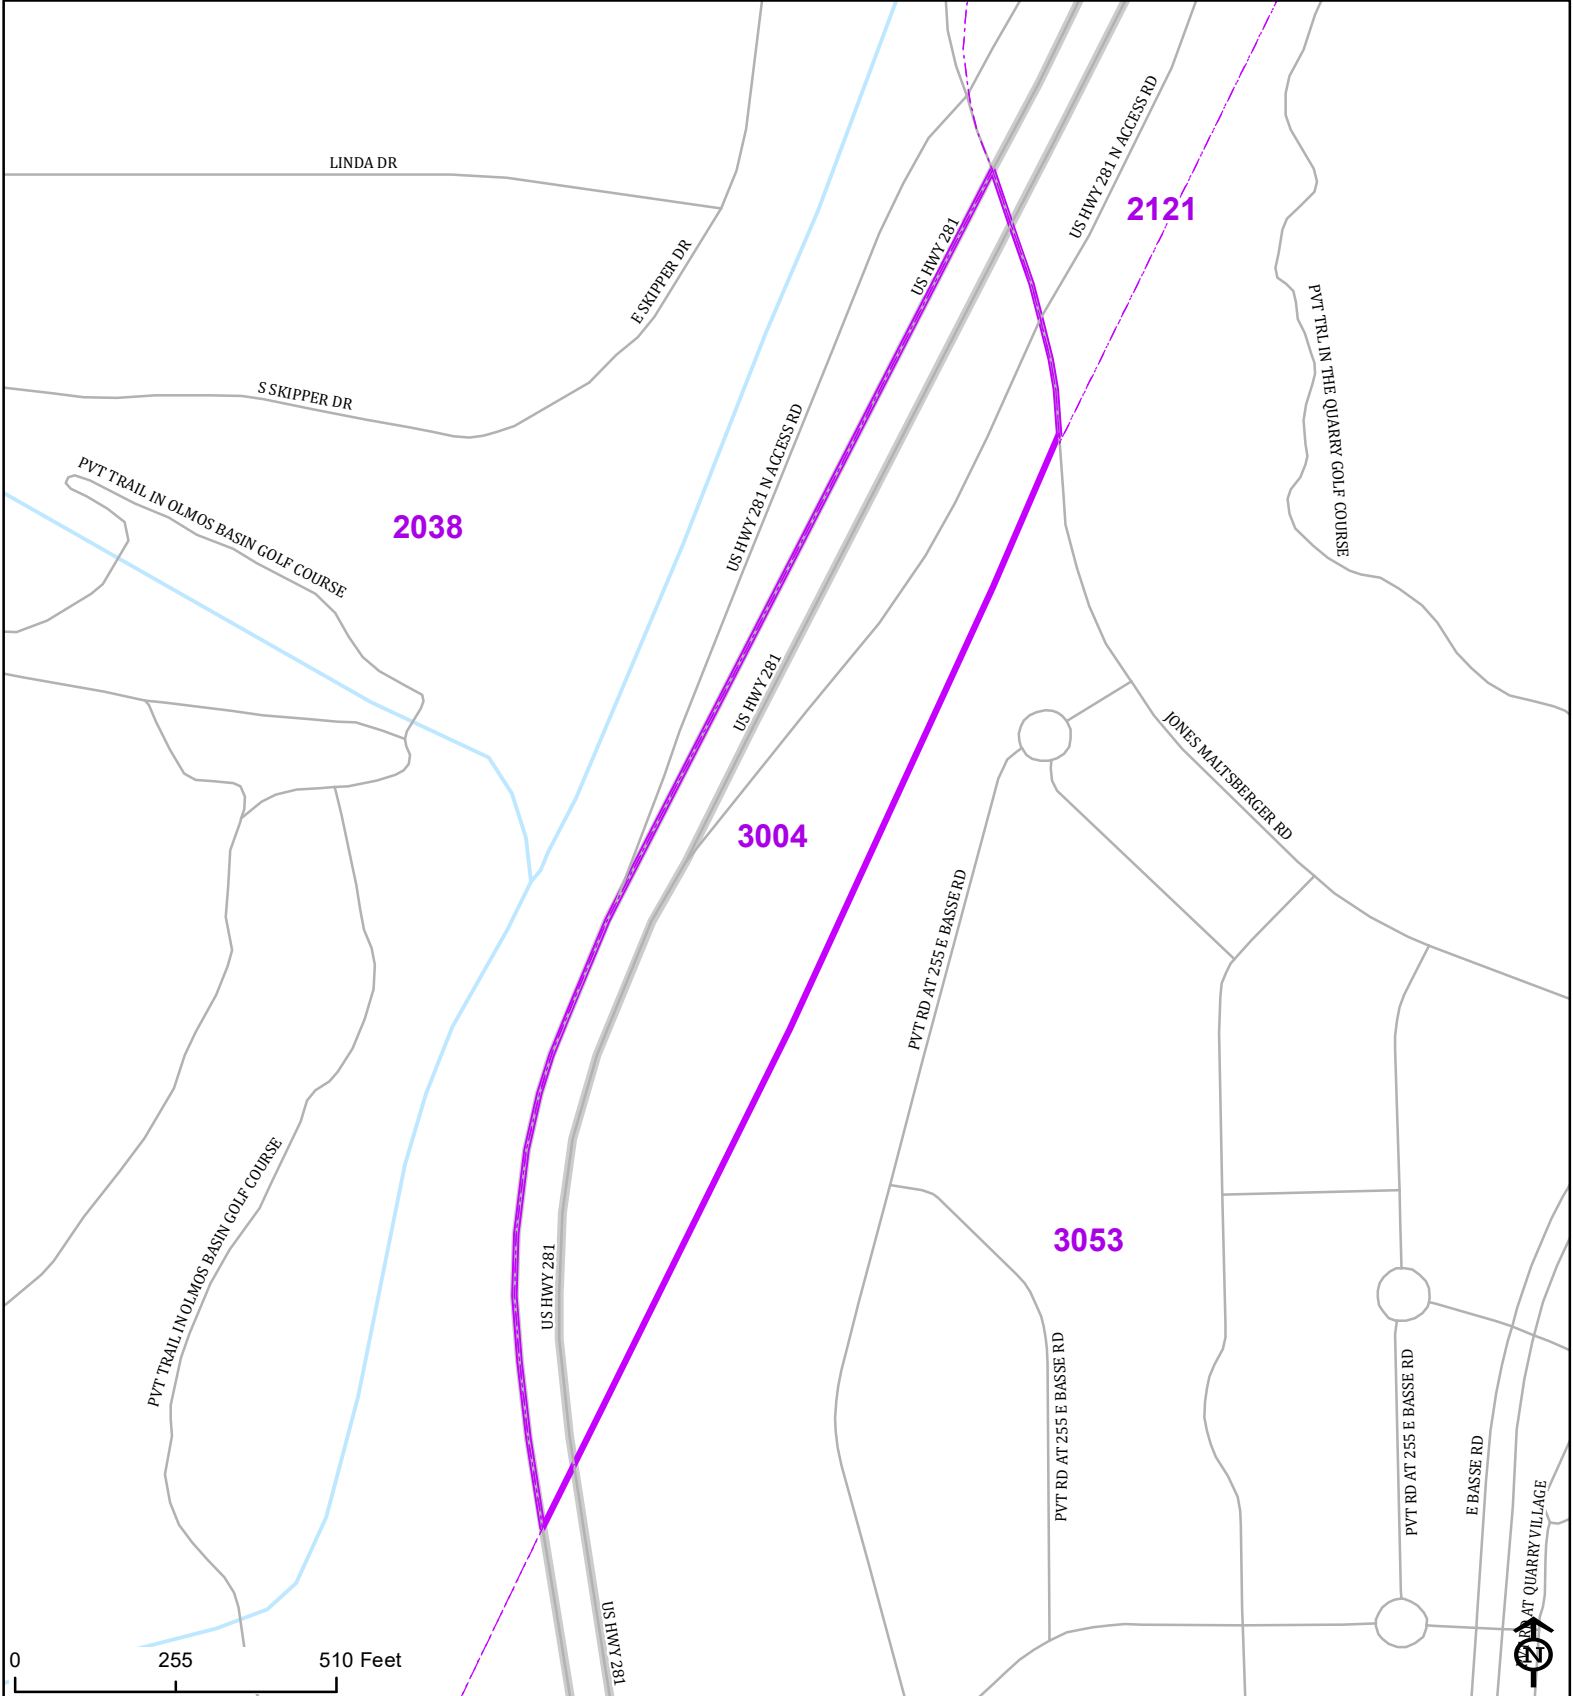 LINDA DR
US HWY 281 N ACCESS RD
2121
US HWY 281
E SKIPPER DR
PVT TRL IN THE QUARRY GOLF COURSE
S SKIPPER DR
US HWY 281 N ACCESS RD
PVT TRAIL IN OLMOS BASIN GOLF COURSE
2038
US HWY 281
JONES MALTSBERGER RD
3004
PVT RD AT 255 E BASSE RD
PVT TRAIL IN OLMOS BASIN GOLF COURSE
3053
US HWY 281
PVT RD AT 255 E BASSE RD
PVT RD AT 255 E BASSE RD
E BASSE RD
AT QUARRY VILLAGE
US HWY 281
0 255 510 Feet
N